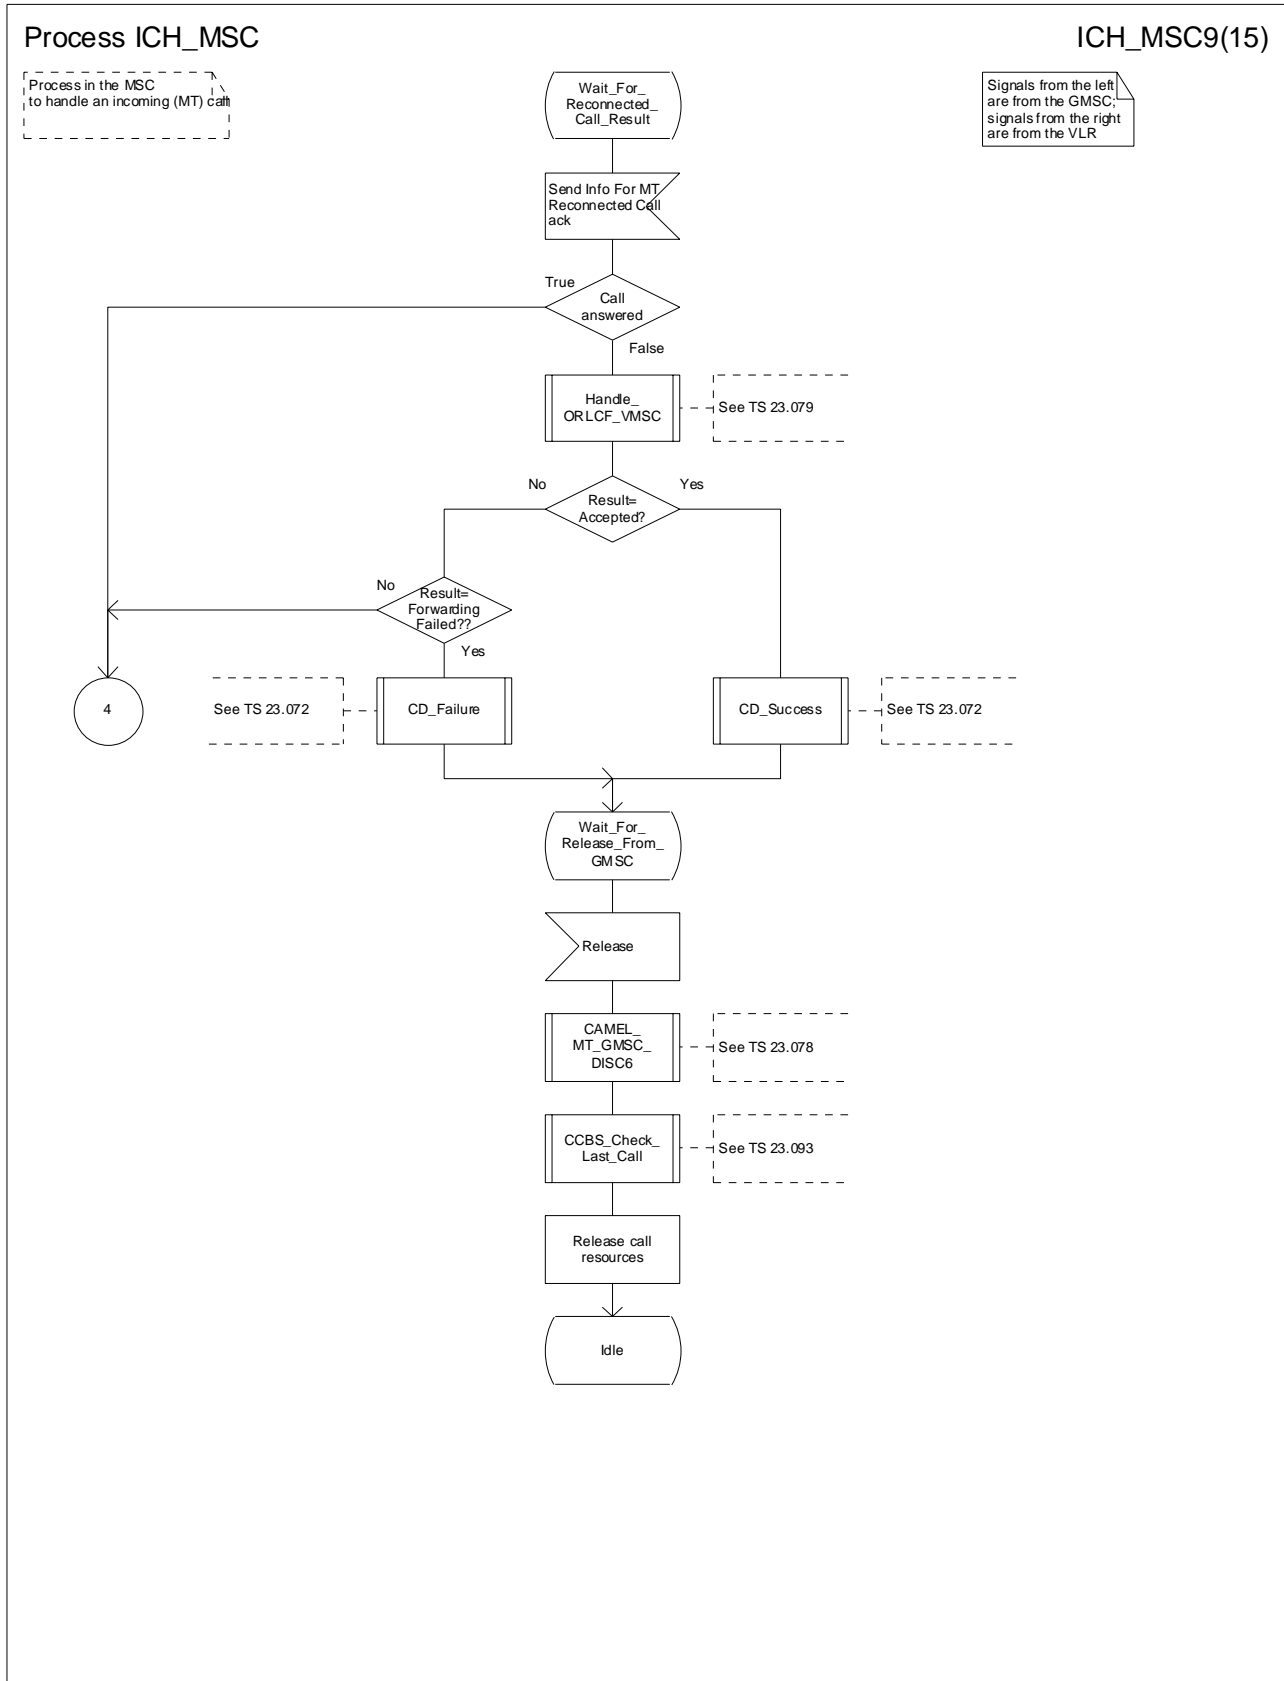 Process ICH_MSC
ICH_MSC9(15)
Process in the MSC
to handle an incoming (MT) call
Signals from the left
are from the GMSC;
signals from the right
are from the VLR
Wait_For_
Reconnected_
Call_Result
Send Info For MT
Reconnected Call
ack
True
Call
answered
False
Handle_
ORLCF_VMSC
See TS 23.079
No
Yes
Result=
Accepted?
No
Result=
Forwarding
Failed??
Yes
4
See TS 23.072
CD_Failure
CD_Success
See TS 23.072
Wait_For_
Release_From_
GMSC
Release
CAMEL_
MT_GMSC_
DISC6
See TS 23.078
CCBS_Check_
Last_Call
See TS 23.093
Release call
resources
Idle